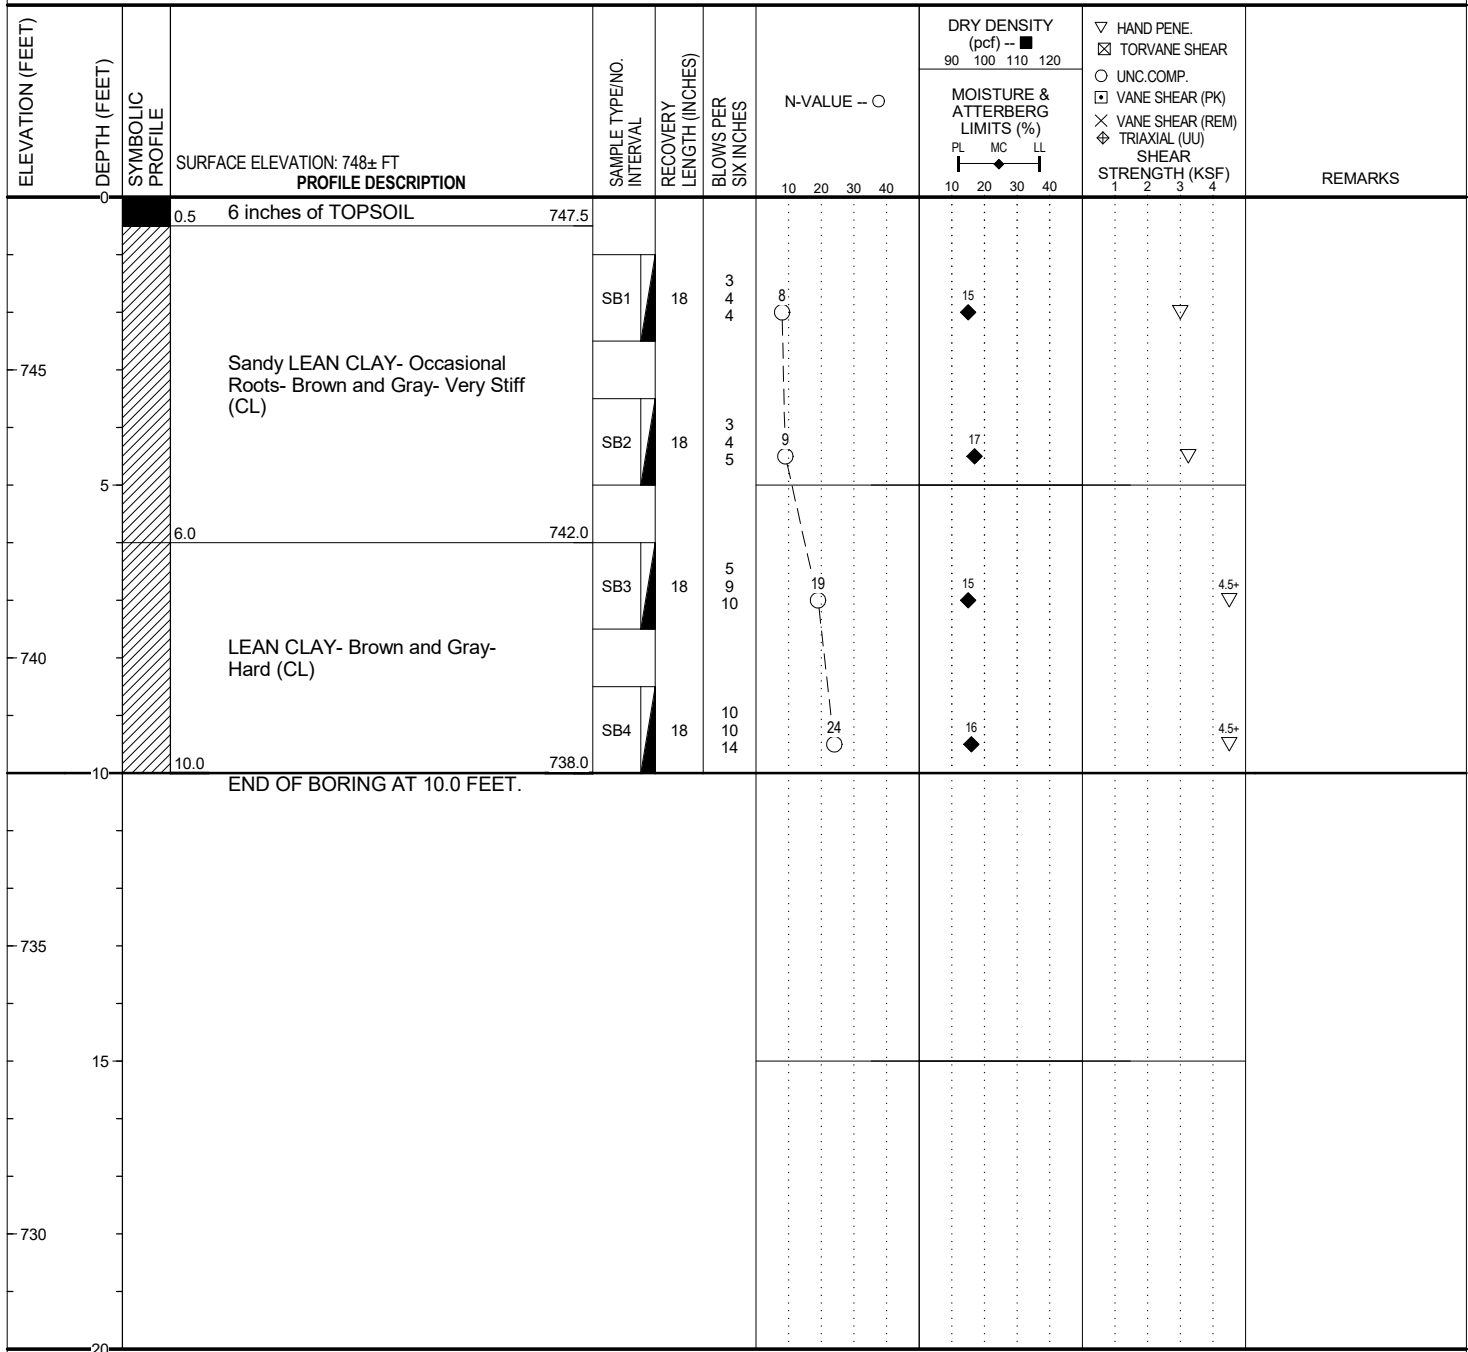 ELEVATION (FEET)
DEPTH (FEET)
SYMBOLIC
PROFILE
SURFACE ELEVATION: 748± FT
PROFILE DESCRIPTION
SAMPLE TYPE/NO.
INTERVAL
RECOVERY
LENGTH (INCHES)
BLOWS PER
SIX INCHES
N-VALUE -- O
10 20 30 40
DRY DENSITY
(pcf) -- ■
90 100 110 120
MOISTURE &
ATTERBERG
LIMITS (%)
PL MC LL
10 20 30 40
▽ HAND PENE.
⊠ TORVANE SHEAR
○ UNC.COMP.
⊡ VANE SHEAR (PK)
╳ VANE SHEAR (REM)
TRIAXIAL (UU)
SHEAR
STRENGTH (KSF)
1 2 3 4
REMARKS
0
0.5 6 inches of TOPSOIL 747.5
SB1 18
3
4
4
8
15
745
Sandy LEAN CLAY- Occasional
Roots- Brown and Gray- Very Stiff
(CL)
SB2 18
3
4
5
9
17
5
6.0 742.0
SB3 18
5
9
10
19
15
4.5+
740
LEAN CLAY- Brown and Gray-
Hard (CL)
SB4 18
10
10
14
24
16
4.5+
10.0 738.0
10
END OF BORING AT 10.0 FEET.
735
15
730
20